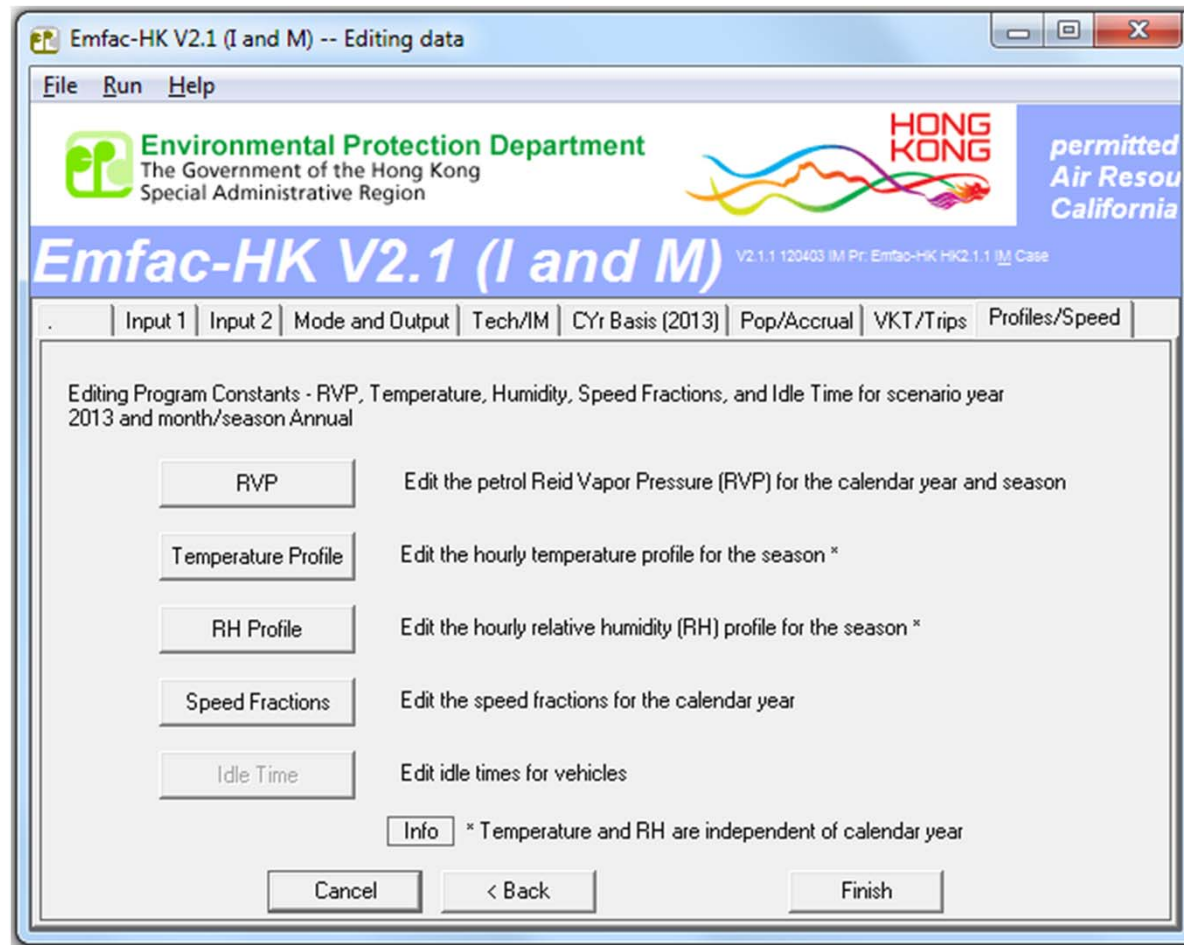 Emfac-HK V2.1 (I and M) -- Editing data
File Run Help
Environmental Protection Department
The Government of the Hong Kong
Special Administrative Region
HONG
KONG
permitted
Air Resou
California
Emfac-HK V2.1 (I and M)
V2.1.1 120403 IM Pr: Emfac-HK HK2.1.1 IM Case
. Input 1 Input 2 Mode and Output Tech/IM CYr Basis (2013) Pop/Accrual VKT/Trips Profiles/Speed
Editing Program Constants - RVP, Temperature, Humidity, Speed Fractions, and Idle Time for scenario year
2013 and month/season Annual
RVP Edit the petrol Reid Vapor Pressure (RVP) for the calendar year and season
Temperature Profile Edit the hourly temperature profile for the season *
RH Profile Edit the hourly relative humidity (RH) profile for the season *
Speed Fractions Edit the speed fractions for the calendar year
Idle Time Edit idle times for vehicles
Info * Temperature and RH are independent of calendar year
Cancel < Back Finish